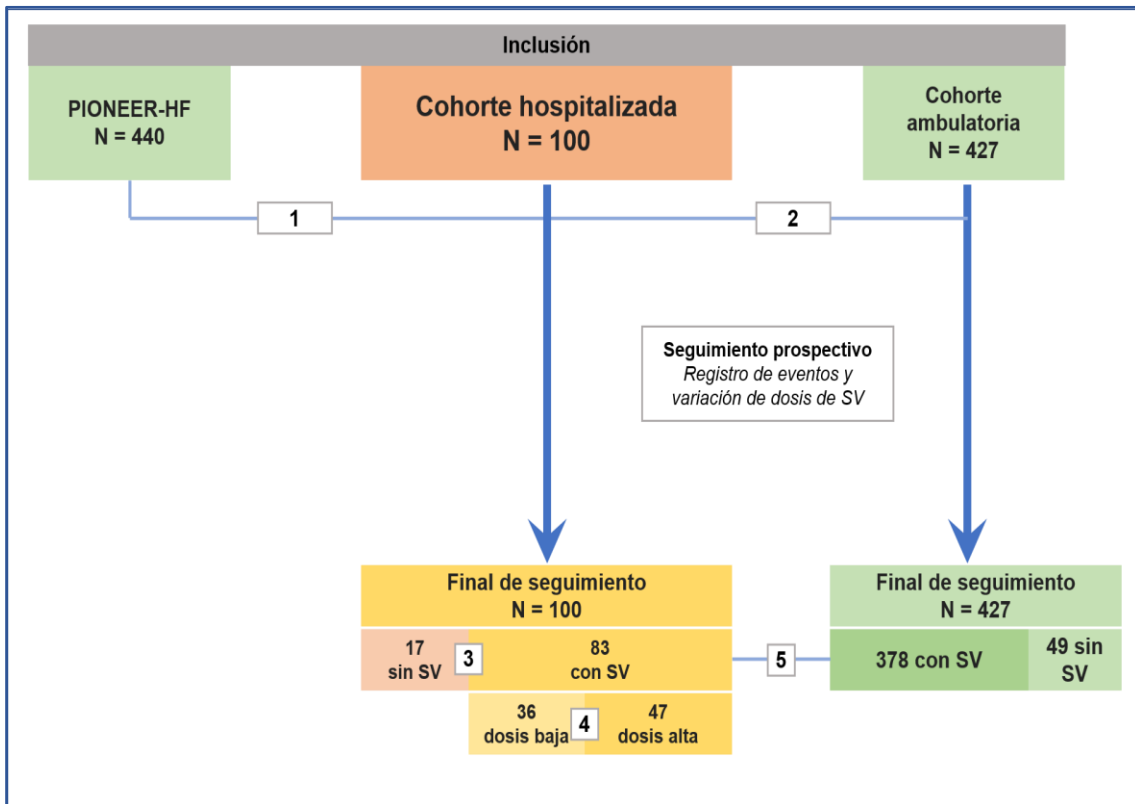 Inclusión
PIONEER-HF
N = 440
Cohorte hospitalizada
N = 100
Cohorte
ambulatoria
N = 427
1
2
Seguimiento prospectivo
Registro de eventos y
variación de dosis de SV
Final de seguimiento
N = 100
Final de seguimiento
N = 427
17
sin SV
3
83
con SV
5
378 con SV
49 sin
SV
36
dosis baja
4
47
dosis alta